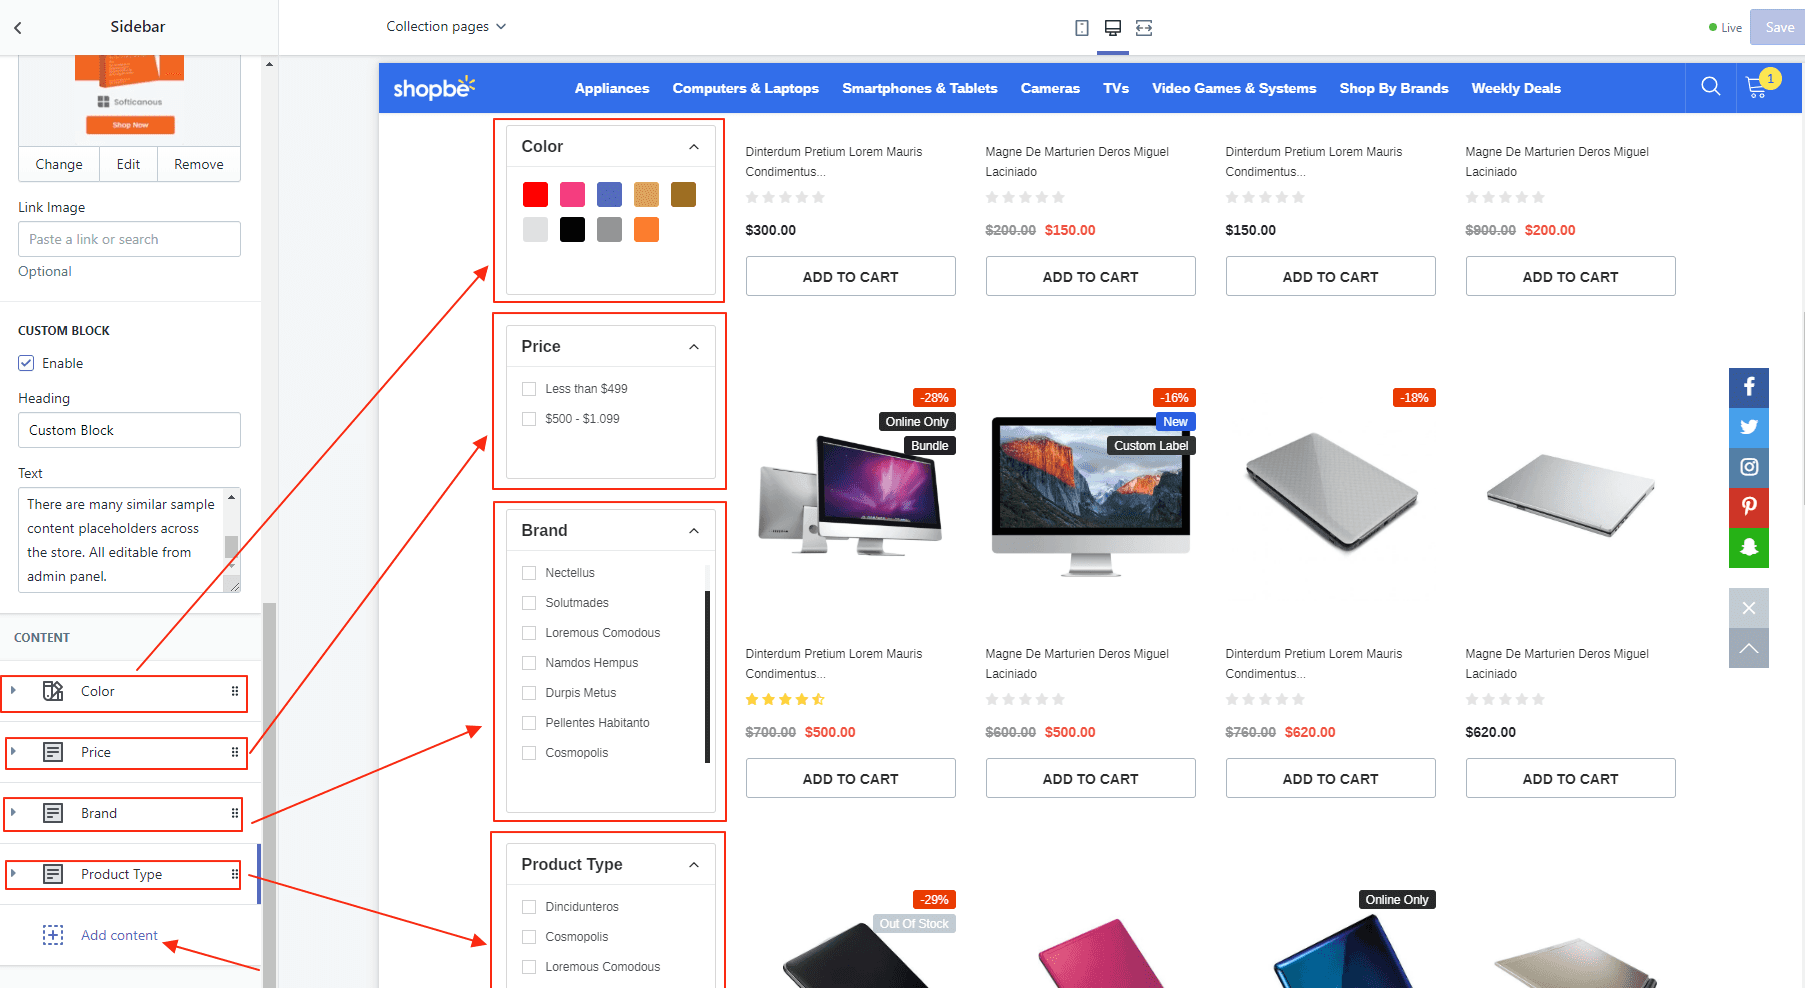 Sidebar
Collection pages
Live
Save
Softicanous
Shop Now
Change
Edit
Remove
Link Image
Paste a link or search
Optional
CUSTOM BLOCK
Enable
Heading
Custom Block
Text
There are many similar sample
content placeholders across
the store. All editable from
admin panel.
CONTENT
Color
Price
Brand
Product Type
Add content
shopbe
Appliances
Computers & Laptops
Smartphones & Tablets
Cameras
TVs
Video Games & Systems
Shop By Brands
Weekly Deals
1
Color
Price
Less than $499
$500 - $1.099
Brand
Nectellus
Solutmades
Loremous Comodous
Namdos Hempus
Durpis Metus
Pellentes Habitanto
Cosmopolis
Product Type
Dincidunteros
Cosmopolis
Loremous Comodous
Dinterdum Pretium Lorem Mauris
Condimentus...
$300.00
ADD TO CART
Magne De Marturien Deros Miguel
Laciniado
$200.00 $150.00
ADD TO CART
Dinterdum Pretium Lorem Mauris
Condimentus...
$150.00
ADD TO CART
Magne De Marturien Deros Miguel
Laciniado
$900.00 $200.00
ADD TO CART
-28%
Online Only
Bundle
Dinterdum Pretium Lorem Mauris
Condimentus...
$700.00 $500.00
ADD TO CART
-16%
New
Custom Label
Magne De Marturien Deros Miguel
Laciniado
$600.00 $500.00
ADD TO CART
-18%
Dinterdum Pretium Lorem Mauris
Condimentus...
$760.00 $620.00
ADD TO CART
Magne De Marturien Deros Miguel
Laciniado
$620.00
ADD TO CART
-29%
Out Of Stock
Online Only